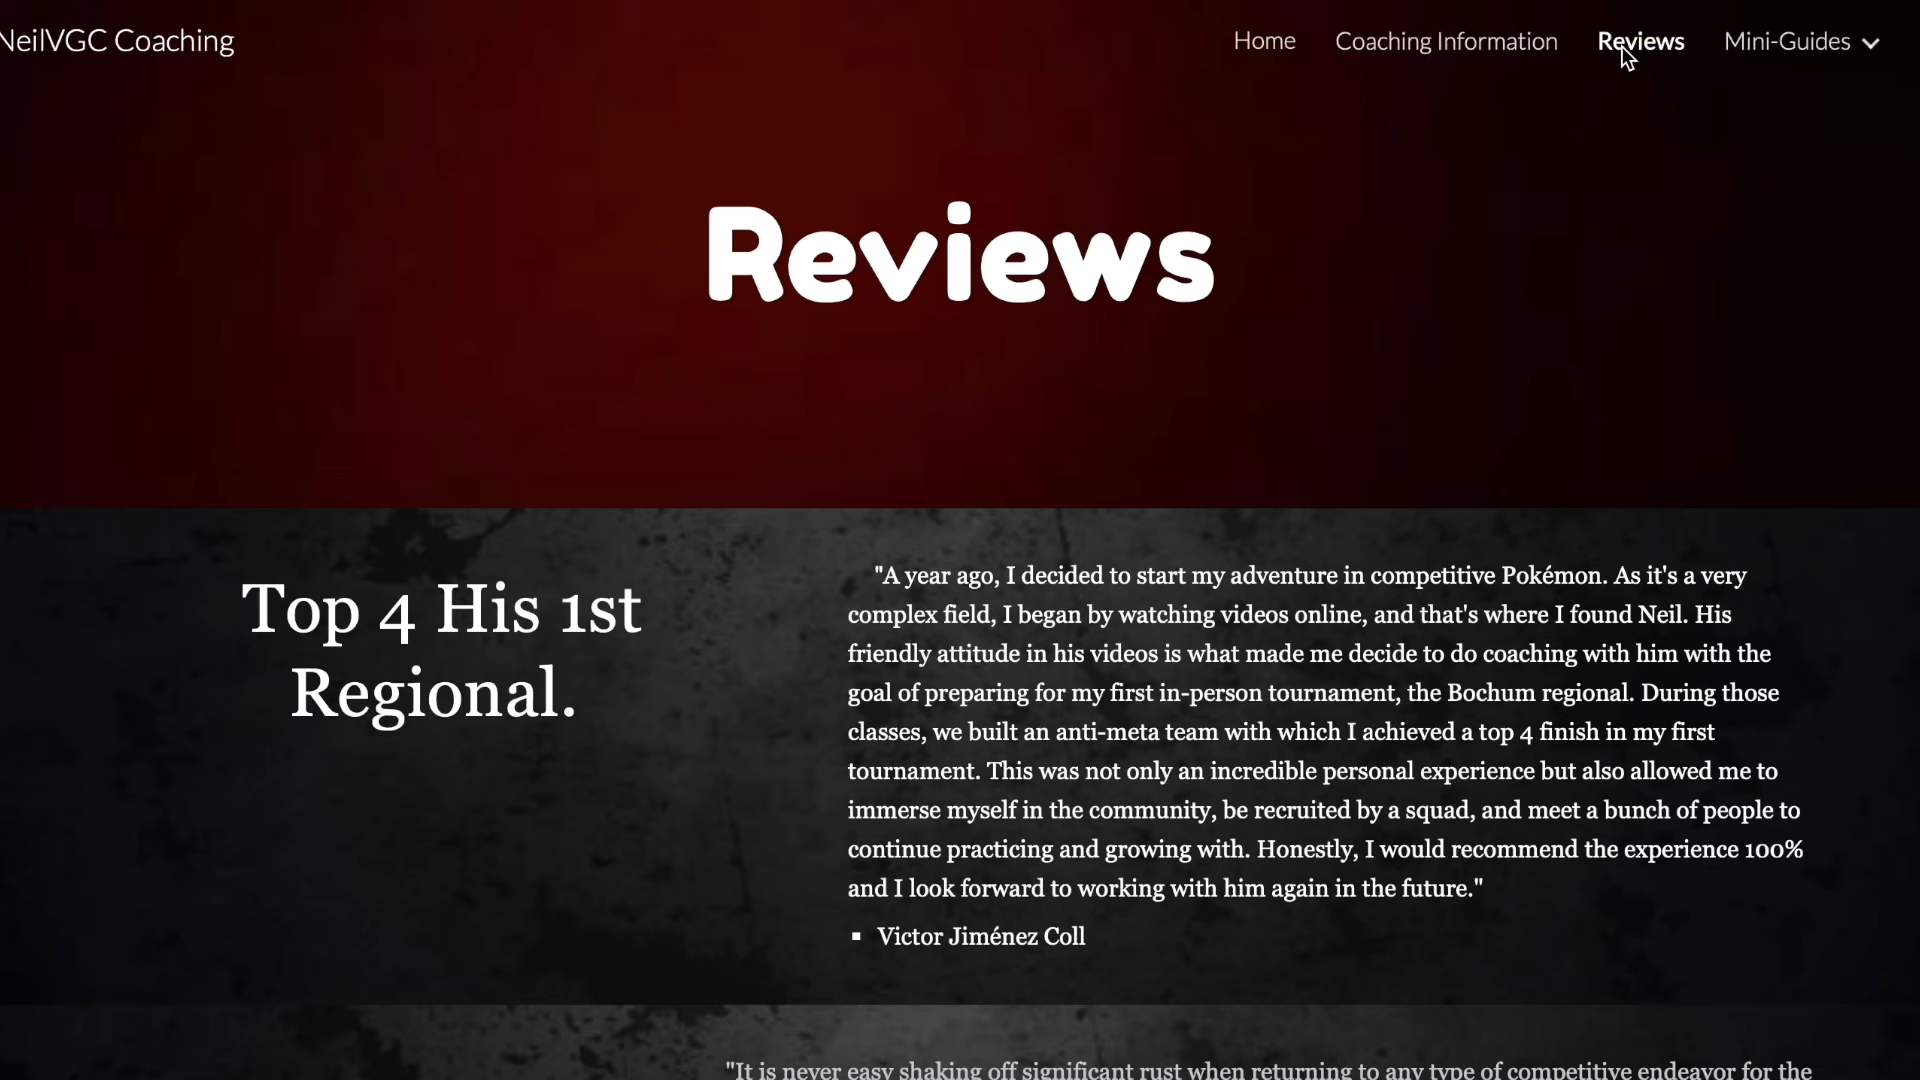 NeilVGC Coaching
Home Coaching Information Reviews Mini-Guides
Reviews
Top 4 His 1st
Regional.
"A year ago, I decided to start my adventure in competitive Pokémon. As it's a very
complex field, I began by watching videos online, and that's where I found Neil. His
friendly attitude in his videos is what made me decide to do coaching with him with the
goal of preparing for my first in-person tournament, the Bochum regional. During those
classes, we built an anti-meta team with which I achieved a top 4 finish in my first
tournament. This was not only an incredible personal experience but also allowed me to
immerse myself in the community, be recruited by a squad, and meet a bunch of people to
continue practicing and growing with. Honestly, I would recommend the experience 100%
and I look forward to working with him again in the future."
▪ Victor Jiménez Coll
"It is never easy shaking off significant rust when returning to any type of competitive endeavor for the